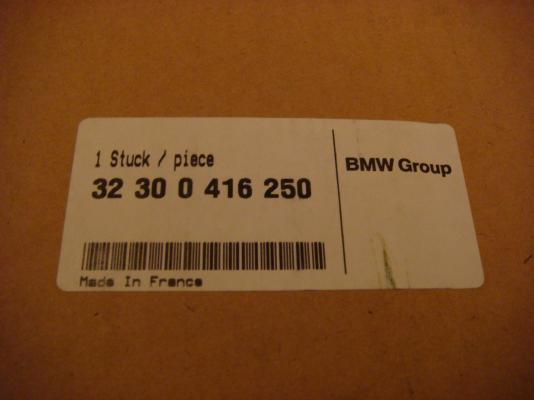 1 Stuck / piece
32 30 0 416 250
BMW Group
Made In France